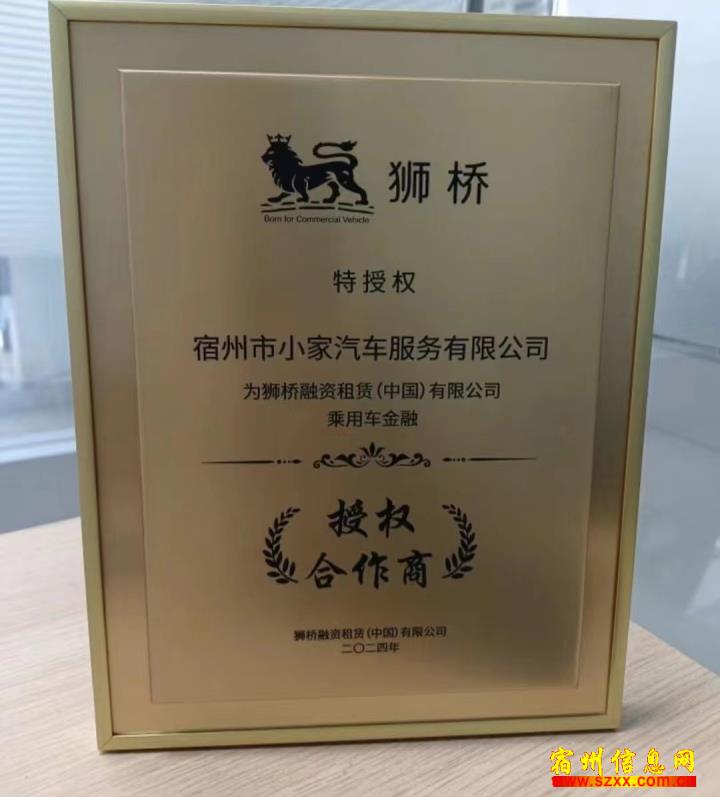 狮桥
Born for Commercial Vehicle
特授权
宿州市小家汽车服务有限公司
为狮桥融资租赁(中国)有限公司
乘用车金融
授权
合作商
狮桥融资租赁(中国)有限公司
二〇二四年
宿州信息网
www.szxx.com.cn